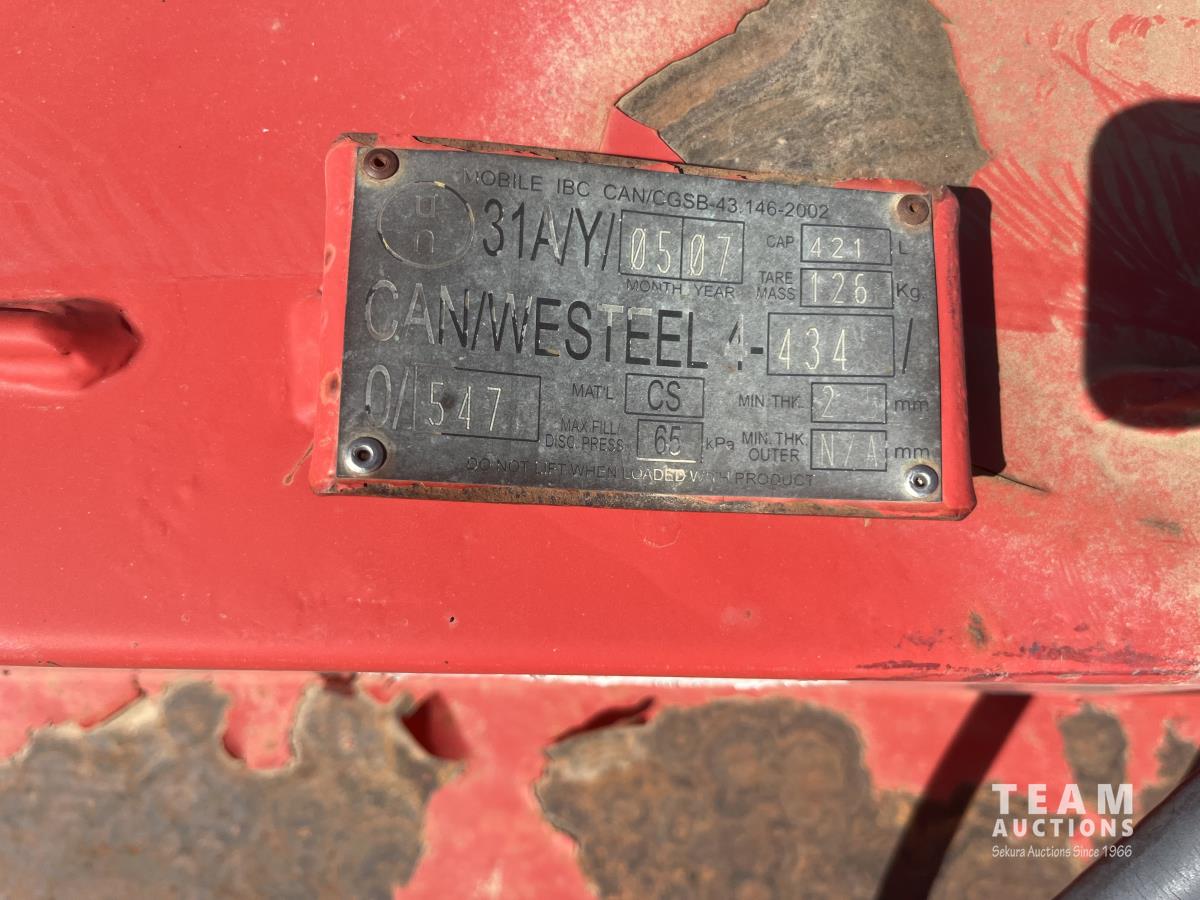 MOBILE IBC CAN/CGSB-43.146-2002
un 31A/Y/ 05 07 CAP 421 L
MONTH YEAR TARE MASS 126 Kg.
CAN/WESTEEL 4- 434 /
0/ 547 MAT'L CS MIN. THK. 2 mm
MAX FILL/ DISC. PRESS. 65 kPa MIN. THK. OUTER N/A mm
DO NOT LIFT WHEN LOADED WITH PRODUCT
TEAM
AUCTIONS
Sekura Auctions Since 1966